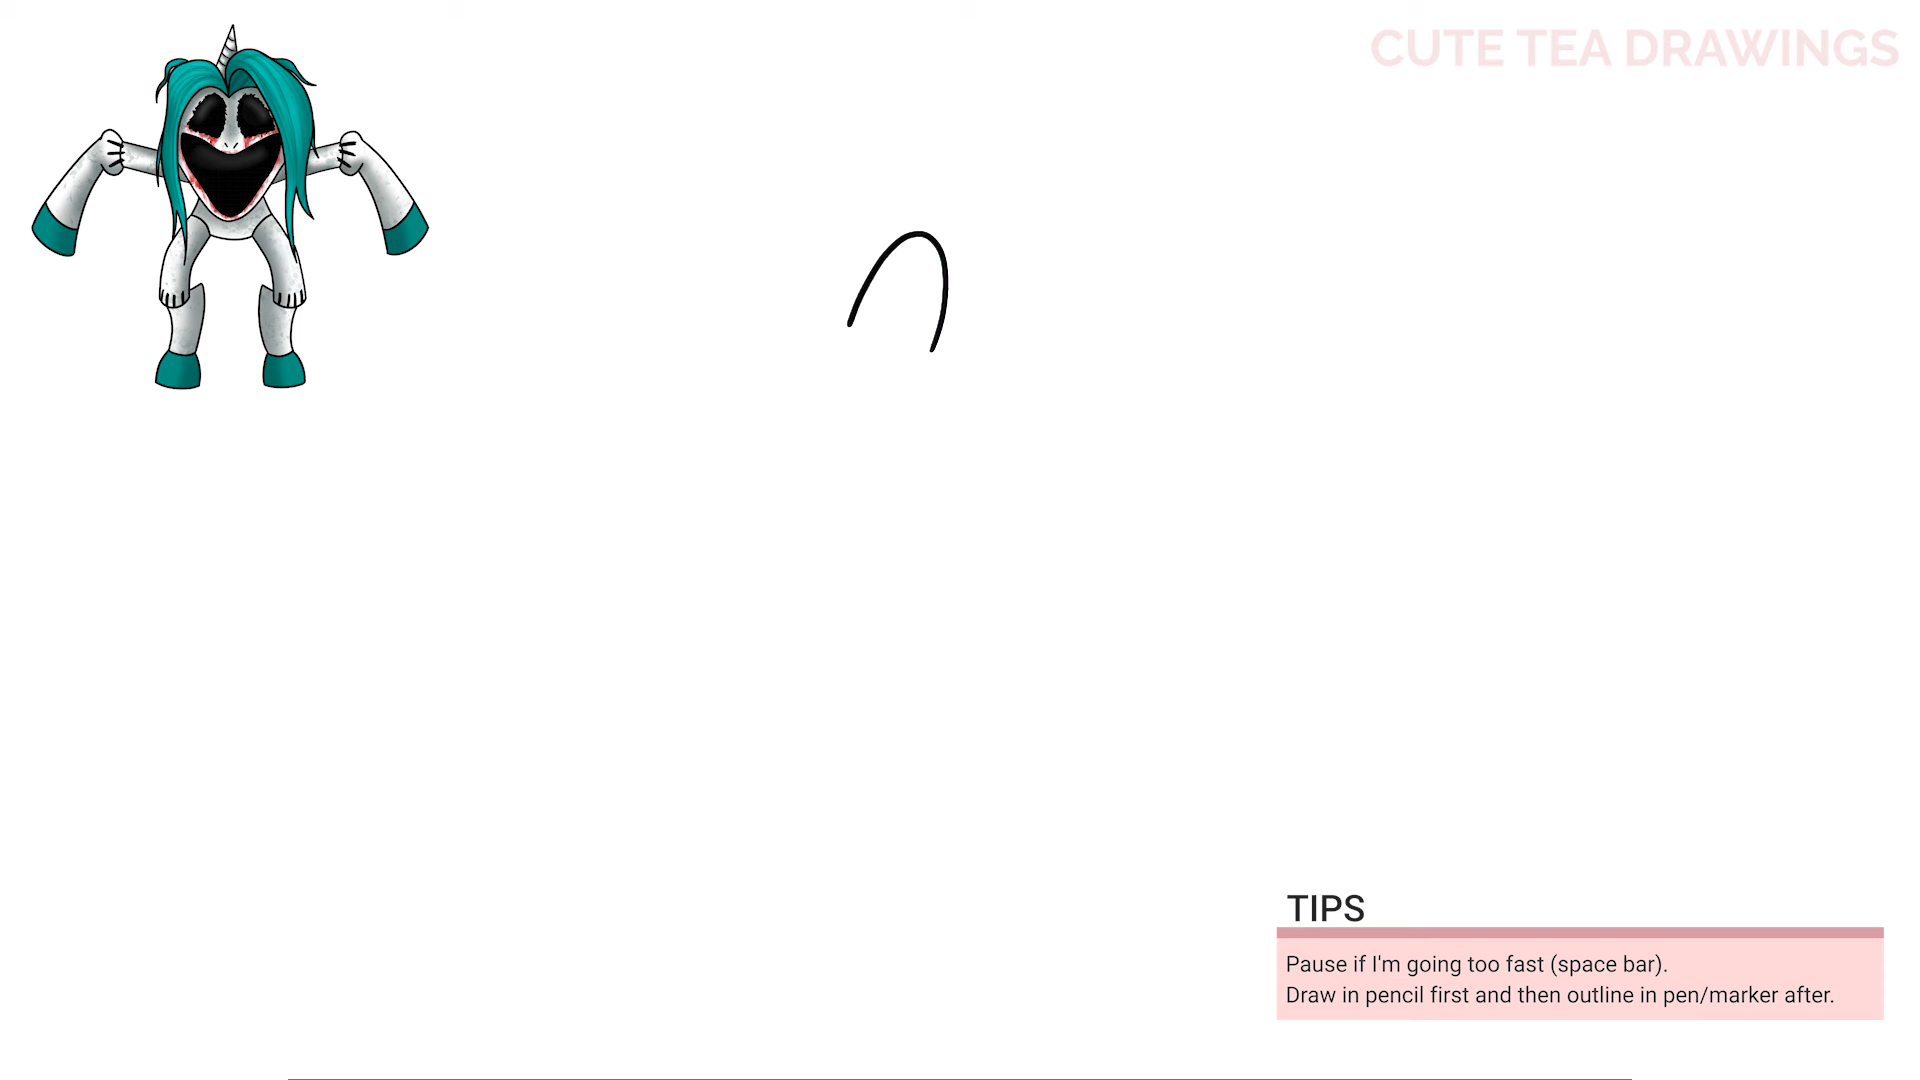 CUTE TEA DRAWINGS
TIPS
Pause if I'm going too fast (space bar).
Draw in pencil first and then outline in pen/marker after.